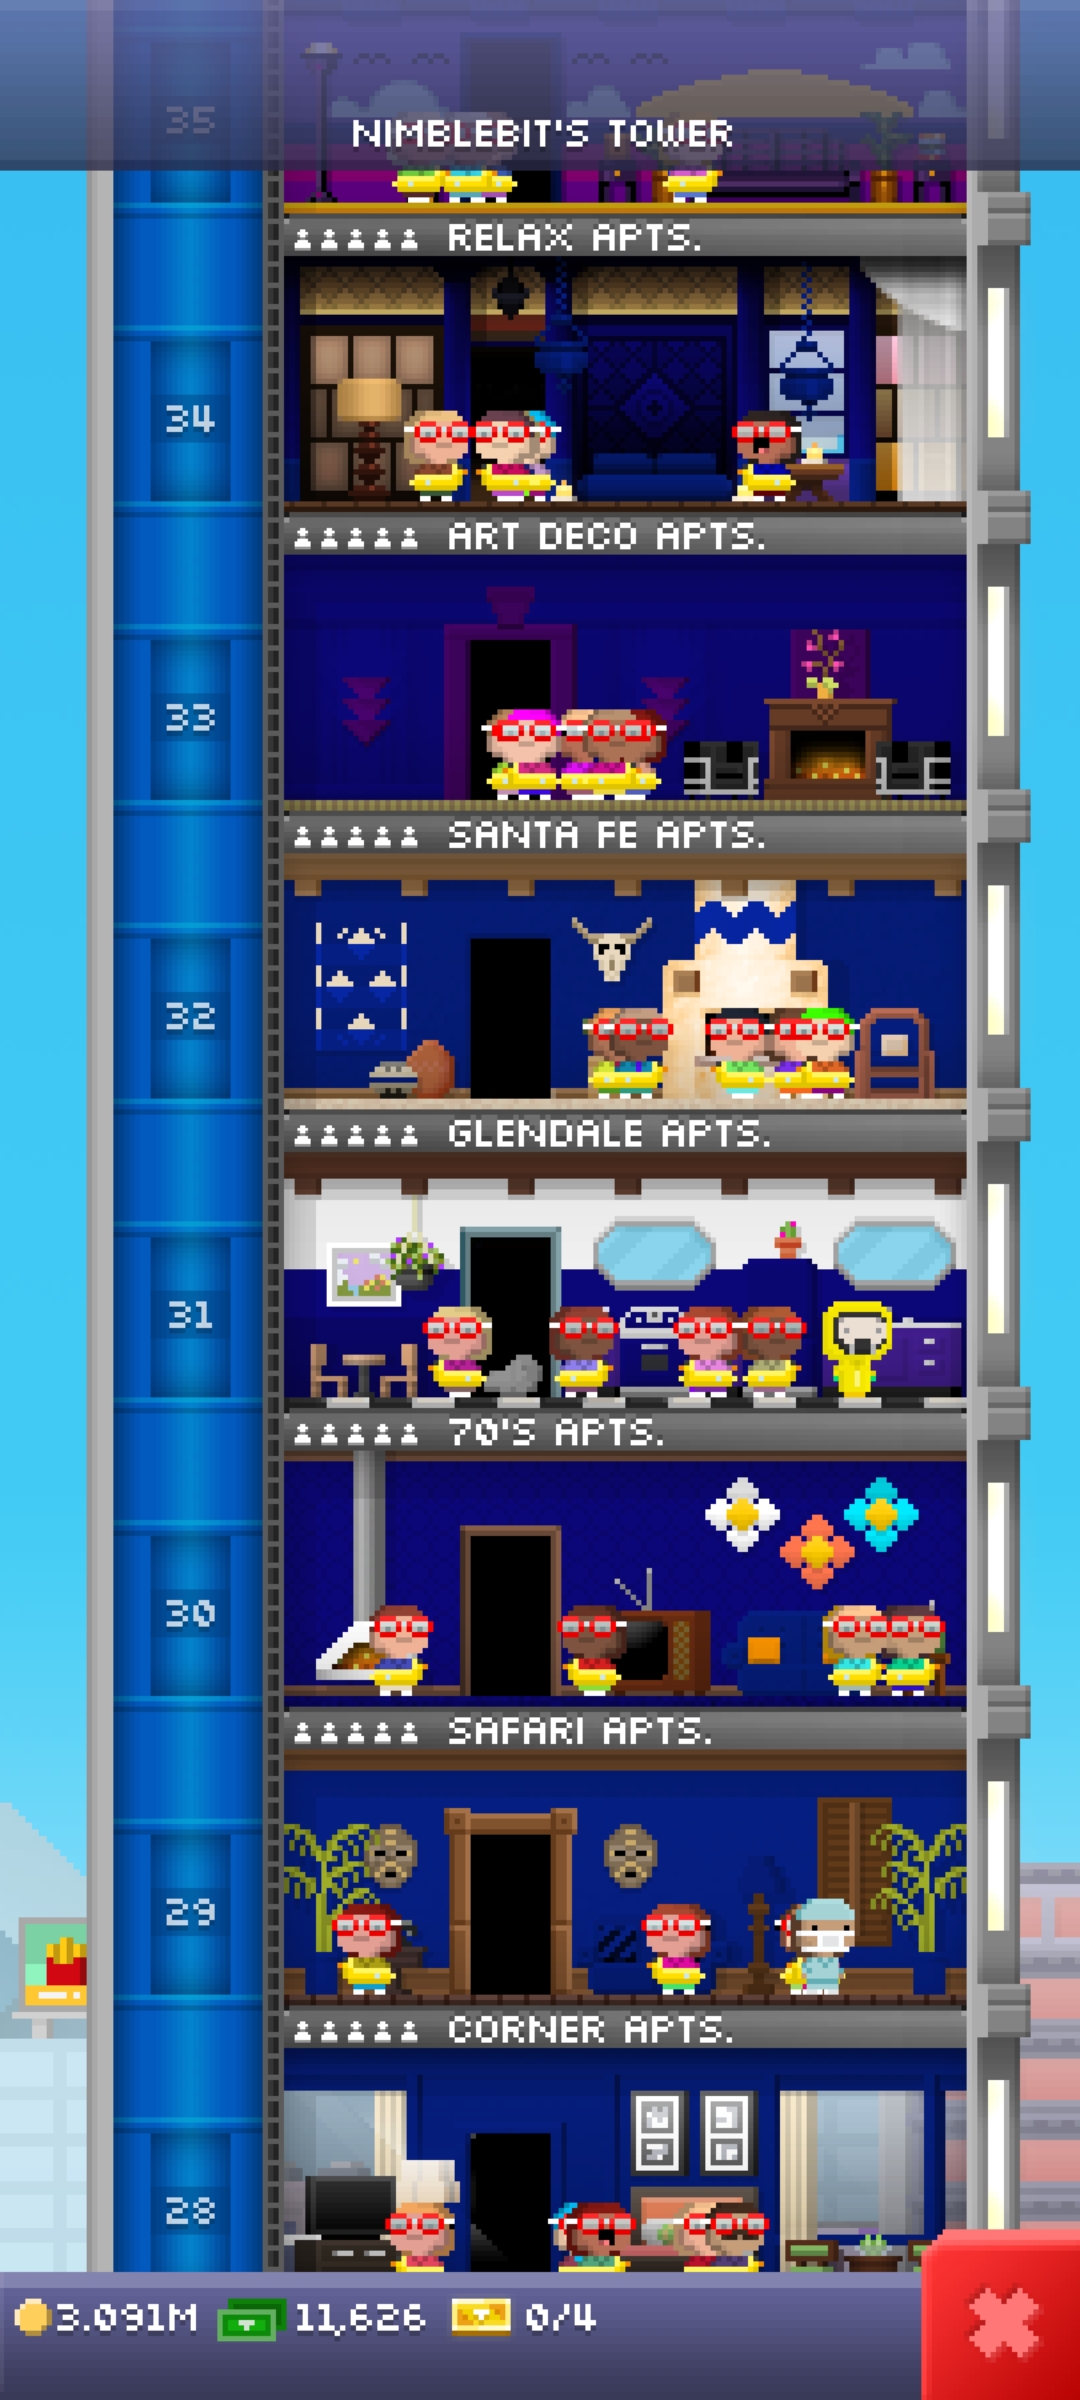 35
NIMBLEBIT'S TOWER
RELAX APTS.
34
ART DECO APTS.
33
SANTA FE APTS.
32
GLENDALE APTS.
31
70'S APTS.
30
SAFARI APTS.
29
CORNER APTS.
28
3.091M 11,626 0/4